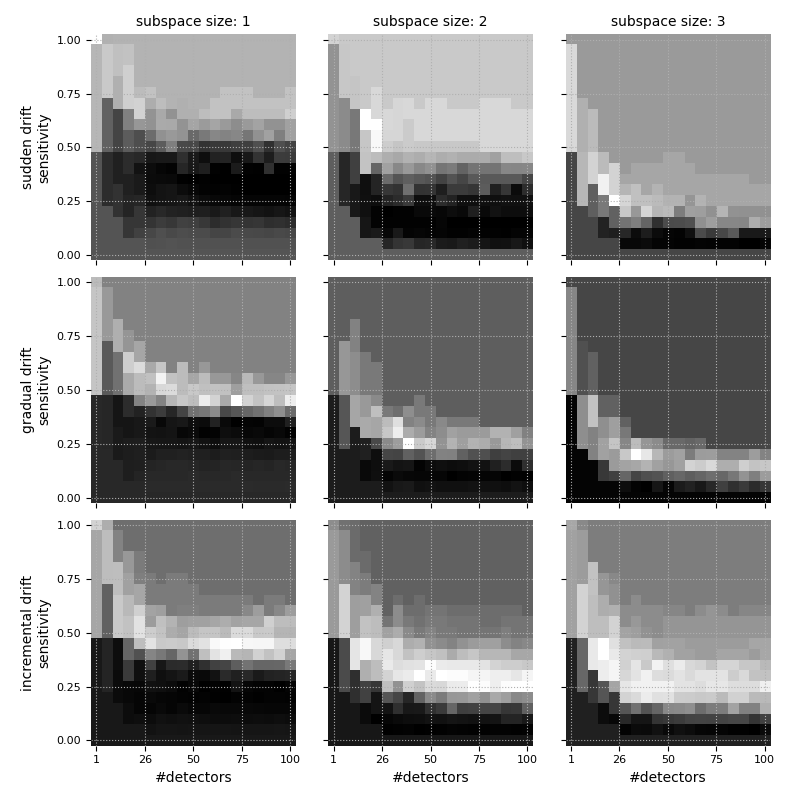 subspace size: 1
subspace size: 2
subspace size: 3
sudden drift
sensitivity
1.00
0.75
0.50
0.25
0.00
gradual drift
sensitivity
1.00
0.75
0.50
0.25
0.00
incremental drift
sensitivity
1.00
0.75
0.50
0.25
0.00
1 26 50 75 100
1 26 50 75 100
1 26 50 75 100
#detectors
#detectors
#detectors